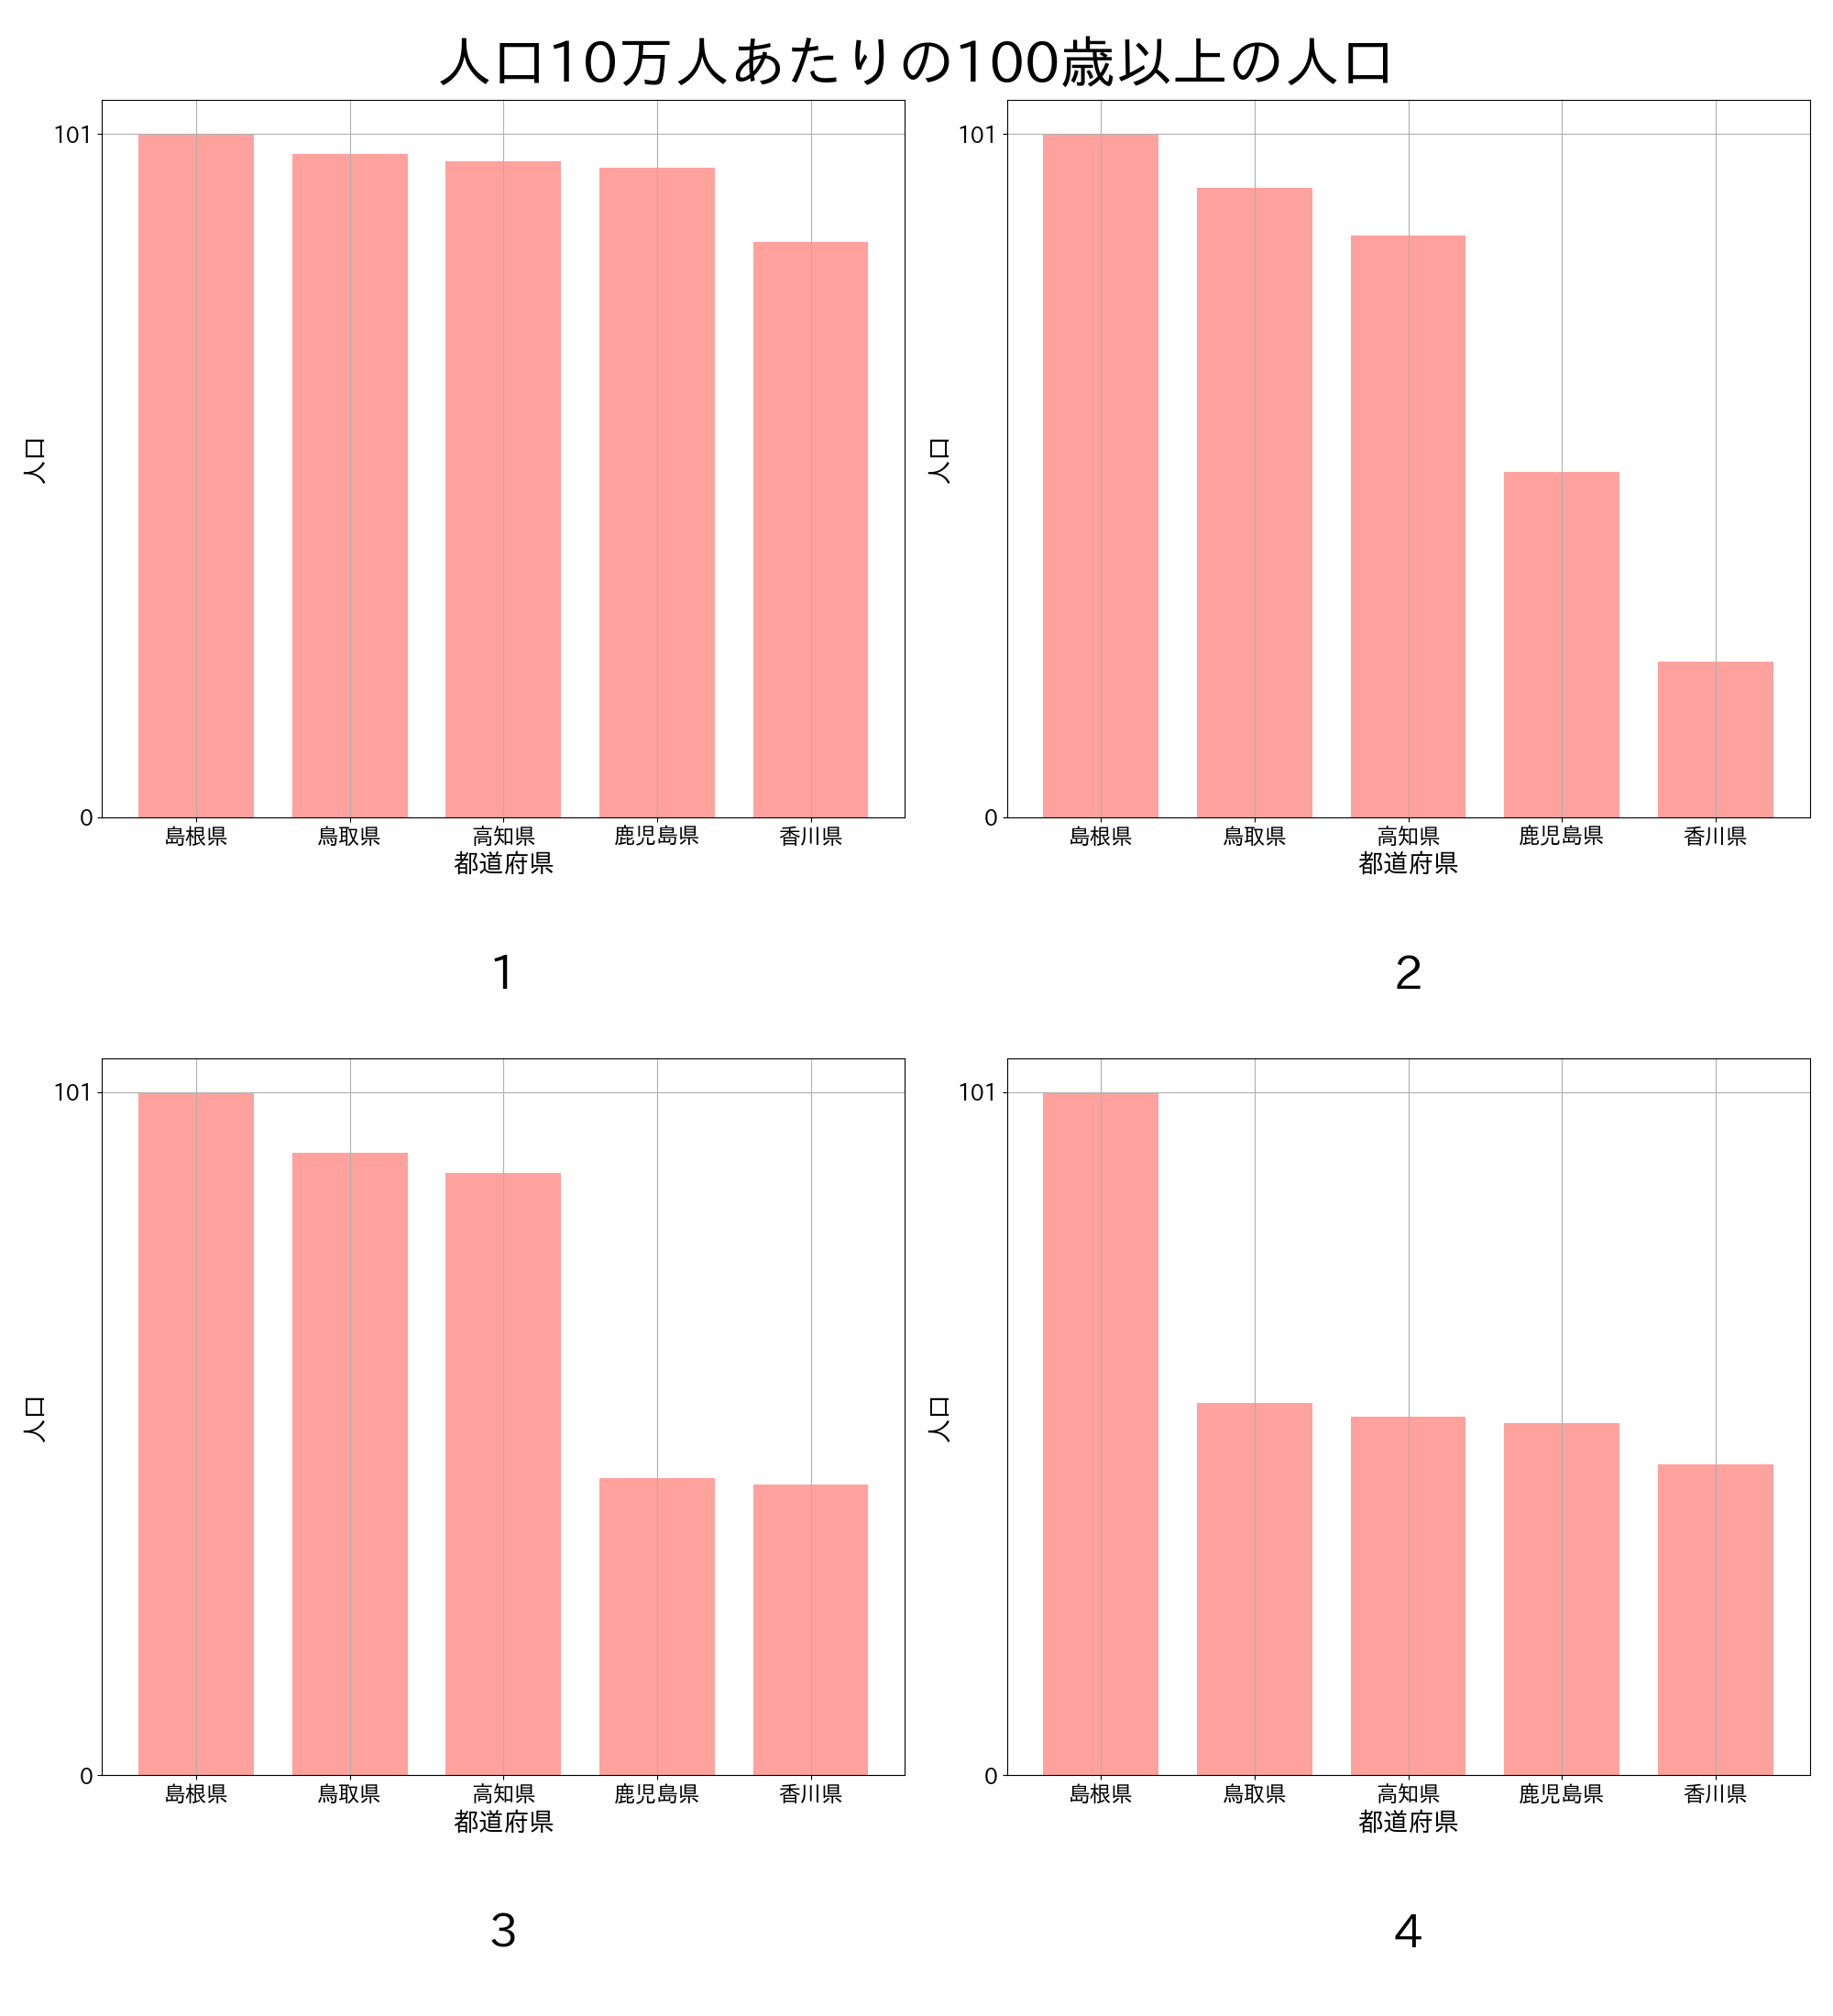 人口10万人あたりの100歳以上の人口
101
人口
0
島根県 鳥取県 高知県 鹿児島県 香川県
都道府県
1
101
人口
0
島根県 鳥取県 高知県 鹿児島県 香川県
都道府県
2
101
人口
0
島根県 鳥取県 高知県 鹿児島県 香川県
都道府県
3
101
人口
0
島根県 鳥取県 高知県 鹿児島県 香川県
都道府県
4